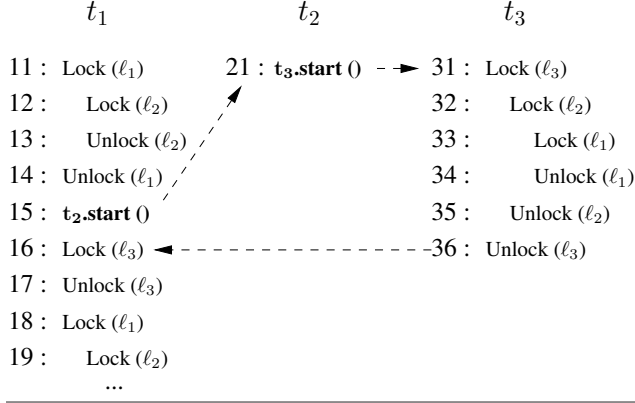 t₁ t₂ t₃
11 : Lock (ℓ₁) 21 : t₃.start () 31 : Lock (ℓ₃)
12 : Lock (ℓ₂) 32 : Lock (ℓ₂)
13 : Unlock (ℓ₂) 33 : Lock (ℓ₁)
14 : Unlock (ℓ₁) 34 : Unlock (ℓ₁)
15 : t₂.start () 35 : Unlock (ℓ₂)
16 : Lock (ℓ₃) 36 : Unlock (ℓ₃)
17 : Unlock (ℓ₃)
18 : Lock (ℓ₁)
19 : Lock (ℓ₂)
...